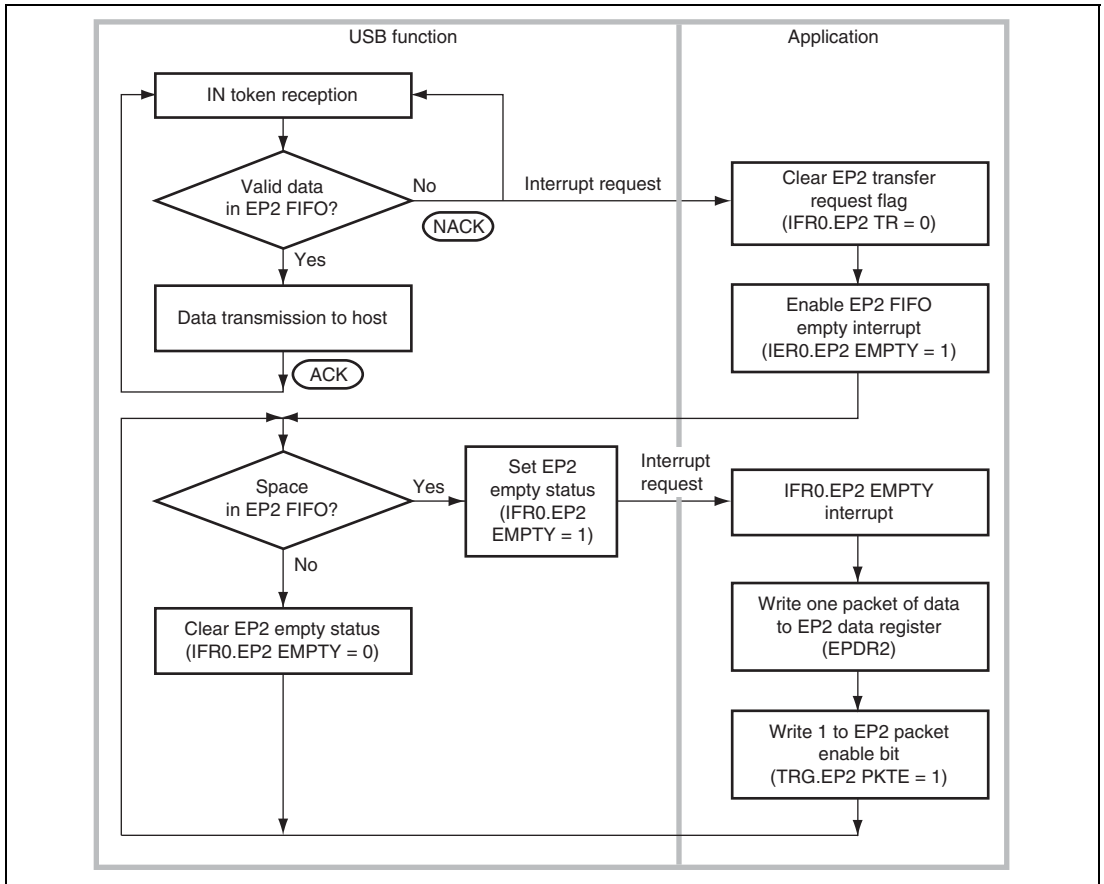 USB function
Application
IN token reception
Valid data
in EP2 FIFO?
No
NACK
Interrupt request
Clear EP2 transfer
request flag
(IFR0.EP2 TR = 0)
Yes
Data transmission to host
ACK
Enable EP2 FIFO
empty interrupt
(IER0.EP2 EMPTY = 1)
Space
in EP2 FIFO?
Yes
Set EP2
empty status
(IFR0.EP2
EMPTY = 1)
Interrupt
request
IFR0.EP2 EMPTY
interrupt
No
Clear EP2 empty status
(IFR0.EP2 EMPTY = 0)
Write one packet of data
to EP2 data register
(EPDR2)
Write 1 to EP2 packet
enable bit
(TRG.EP2 PKTE = 1)